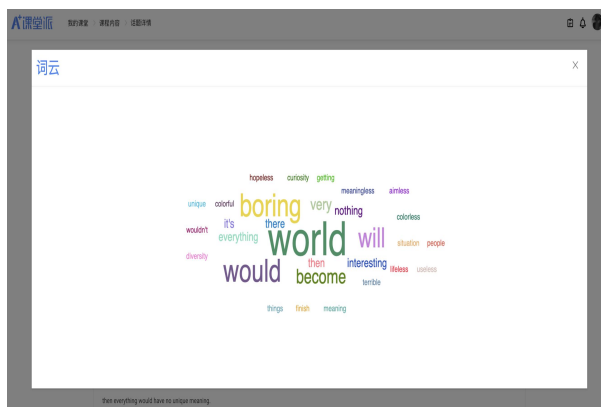 A+课堂派 我的课堂 课程内容 话题详情
词云 X
hopeless curiosity getting
meaningless aimless
unique colorful boring very nothing
colorless
wouldn't it's there
everything world will situation people
diversity then interesting lifeless useless
would become terrible
things finish meaning
then everything would have no unique meaning.